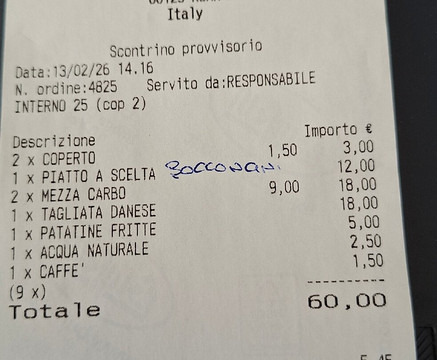 Italy
Scontrino provvisorio
Data:13/02/26 14.16
N. ordine:4825 Servito da:RESPONSABILE
INTERNO 25 (cop 2)
Descrizione Importo €
2 x COPERTO 1,50 3,00
1 x PIATTO A SCELTA 12,00
2 x MEZZA CARBO 9,00 18,00
1 x TAGLIATA DANESE 18,00
1 x PATATINE FRITTE 5,00
1 x ACQUA NATURALE 2,50
1 x CAFFE' 1,50
(9 x)
Totale 60,00